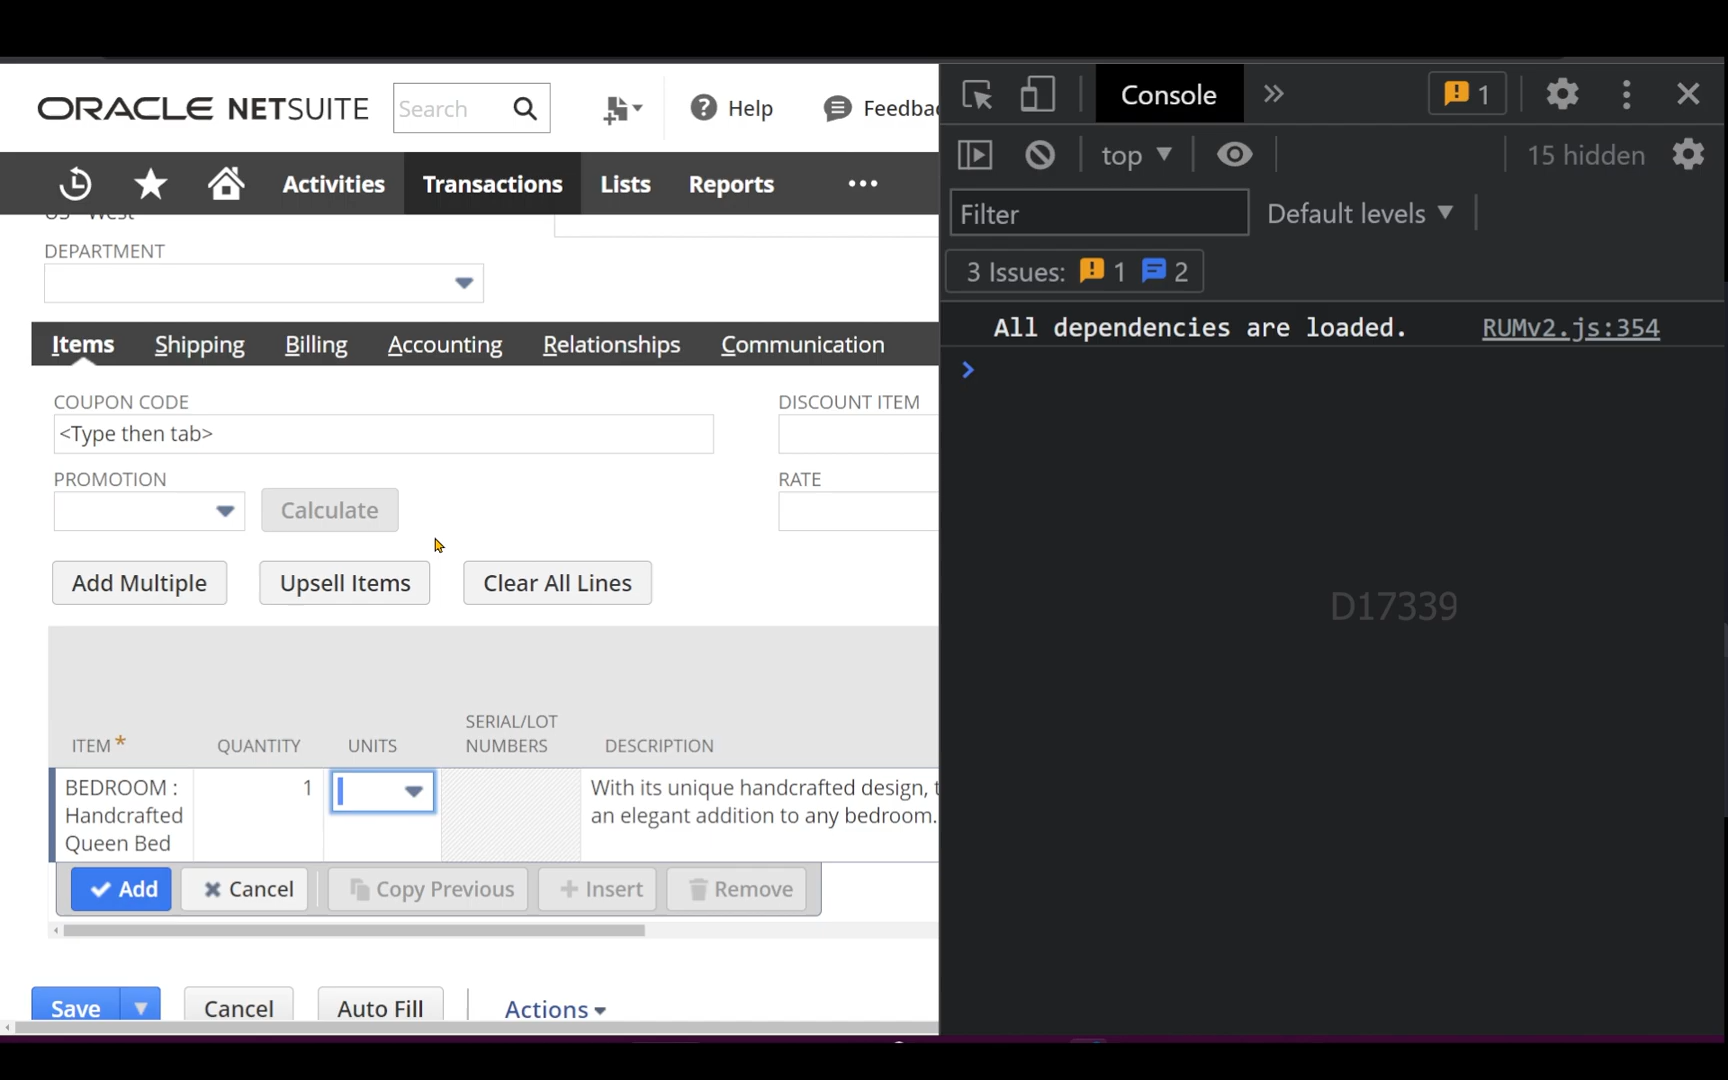 ORACLE NETSUITE
Search
Help
Feedbac
Activities
Transactions
Lists
Reports
US - West
DEPARTMENT
Items
Shipping
Billing
Accounting
Relationships
Communication
COUPON CODE
<Type then tab>
DISCOUNT ITEM
PROMOTION
Calculate
RATE
Add Multiple
Upsell Items
Clear All Lines
ITEM *
QUANTITY
UNITS
SERIAL/LOT
NUMBERS
DESCRIPTION
BEDROOM :
Handcrafted
Queen Bed
1
With its unique handcrafted design, t
an elegant addition to any bedroom.
Add
Cancel
Copy Previous
Insert
Remove
Save
Cancel
Auto Fill
Actions
Console
1
top
15 hidden
Filter
Default levels
3 Issues: 1 2
All dependencies are loaded.
RUMv2.js:354
D17339